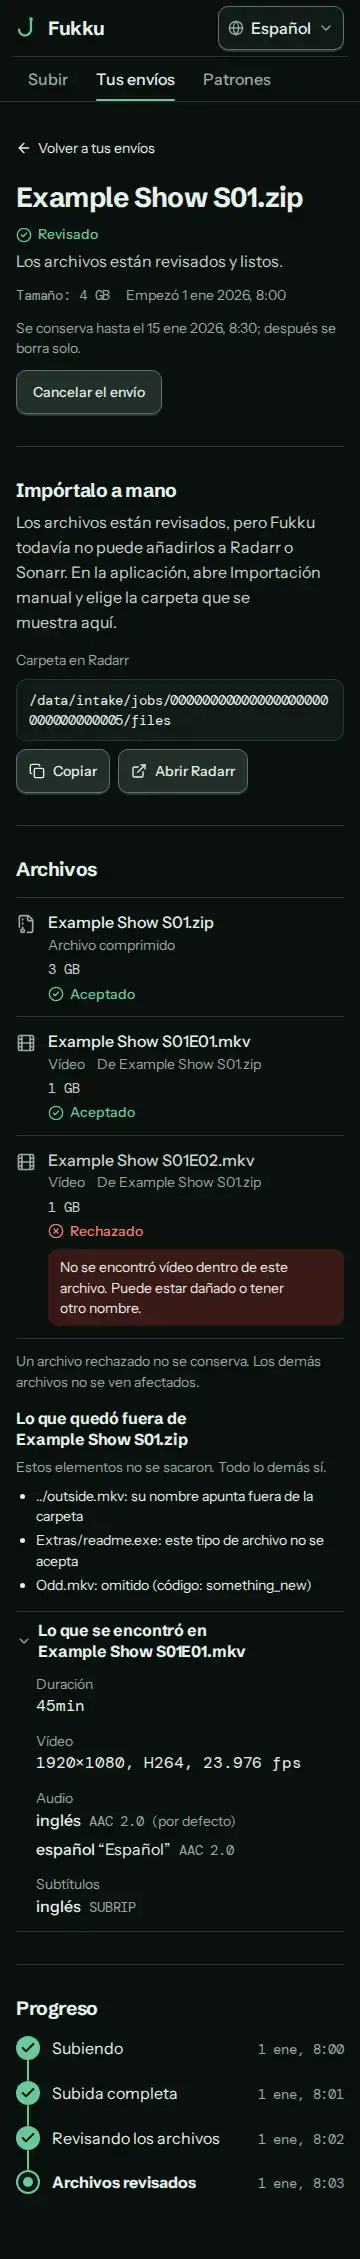 Fukku
Español
Subir Tus envíos Patrones
Volver a tus envíos
Example Show S01.zip
Revisado
Los archivos están revisados y listos.
Tamaño: 4 GB Empezó 1 ene 2026, 8:00
Se conserva hasta el 15 ene 2026, 8:30; después se
borra solo.
Cancelar el envío
Impórtalo a mano
Los archivos están revisados, pero Fukku
todavía no puede añadirlos a Radarr o
Sonarr. En la aplicación, abre Importación
manual y elige la carpeta que se
muestra aquí.
Carpeta en Radarr
/data/intake/jobs/00000000000000000000
000000000005/files
Copiar
Abrir Radarr
Archivos
Example Show S01.zip
Archivo comprimido
3 GB
Aceptado
Example Show S01E01.mkv
Vídeo De Example Show S01.zip
1 GB
Aceptado
Example Show S01E02.mkv
Vídeo De Example Show S01.zip
1 GB
Rechazado
No se encontró vídeo dentro de este
archivo. Puede estar dañado o tener
otro nombre.
Un archivo rechazado no se conserva. Los demás
archivos no se ven afectados.
Lo que quedó fuera de
Example Show S01.zip
Estos elementos no se sacaron. Todo lo demás sí.
../outside.mkv: su nombre apunta fuera de la
carpeta
Extras/readme.exe: este tipo de archivo no se
acepta
Odd.mkv: omitido (código: something_new)
Lo que se encontró en
Example Show S01E01.mkv
Duración
45min
Vídeo
1920×1080, H264, 23.976 fps
Audio
inglés AAC 2.0 (por defecto)
español “Español” AAC 2.0
Subtítulos
inglés SUBRIP
Progreso
Subiendo 1 ene, 8:00
Subida completa 1 ene, 8:01
Revisando los archivos 1 ene, 8:02
Archivos revisados 1 ene, 8:03